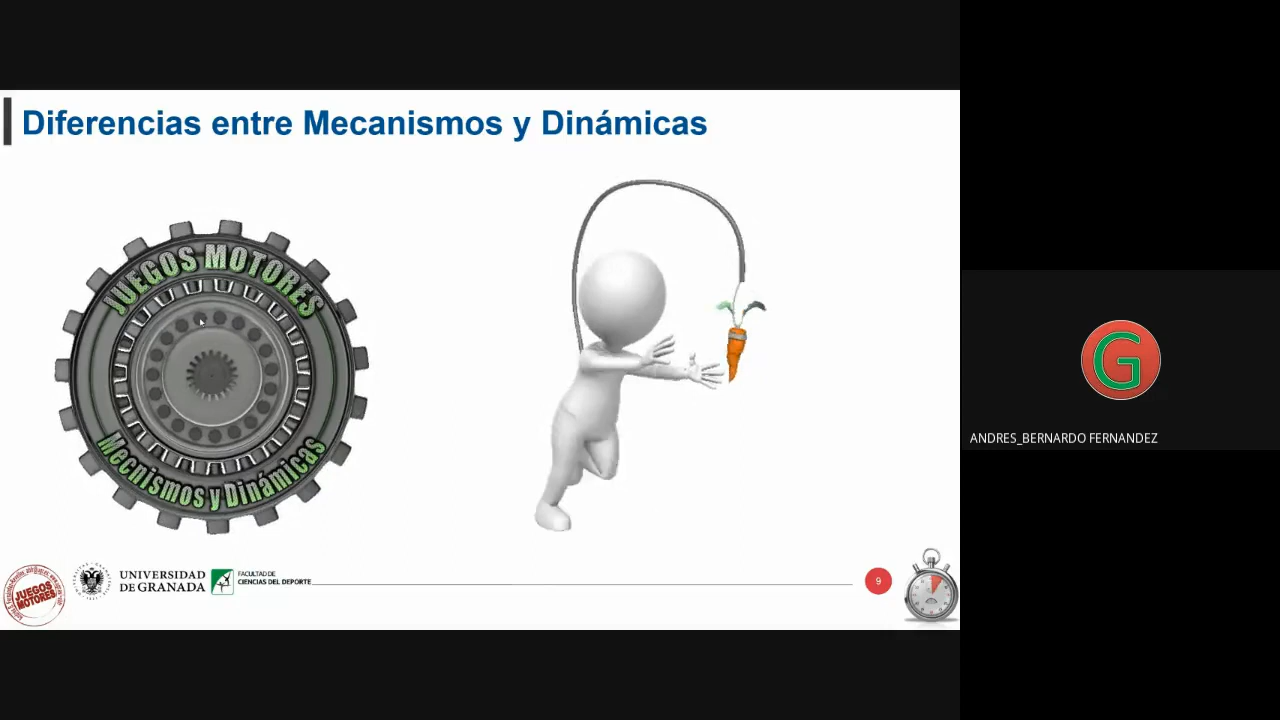 Diferencias entre Mecanismos y Dinámicas
JUEGOS MOTORES
Mecnismos y Dinámicas
JUEGOS
MOTORES
UNIVERSIDAD
DE GRANADA
FACULTAD DE
CIENCIAS DEL DEPORTE
9
G
ANDRES_BERNARDO FERNANDEZ